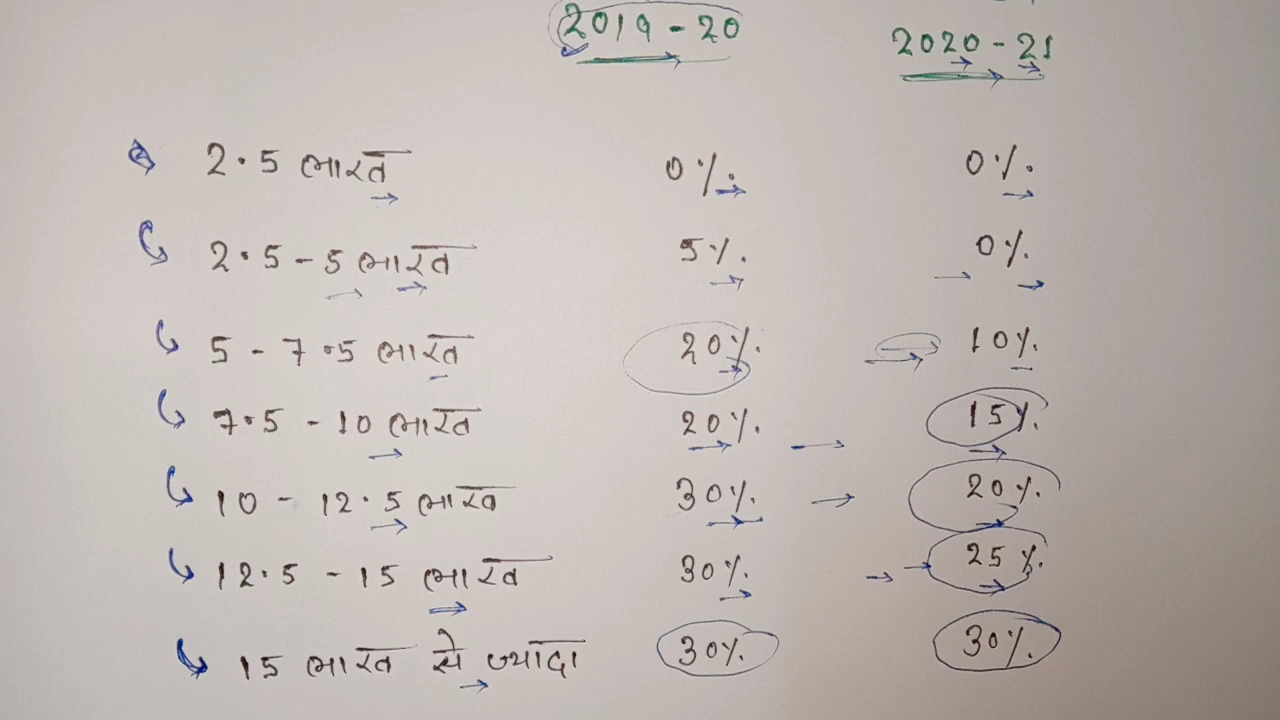 2019-20 2020-21
2.5 लाख 0% 0%
2.5-5 लाख 5% 0%
5-7.5 लाख 20% 10%
7.5-10 लाख 20% 15%
10-12.5 लाख 30% 20%
12.5-15 लाख 30% 25%
15 लाख से ज्यादा 30% 30%